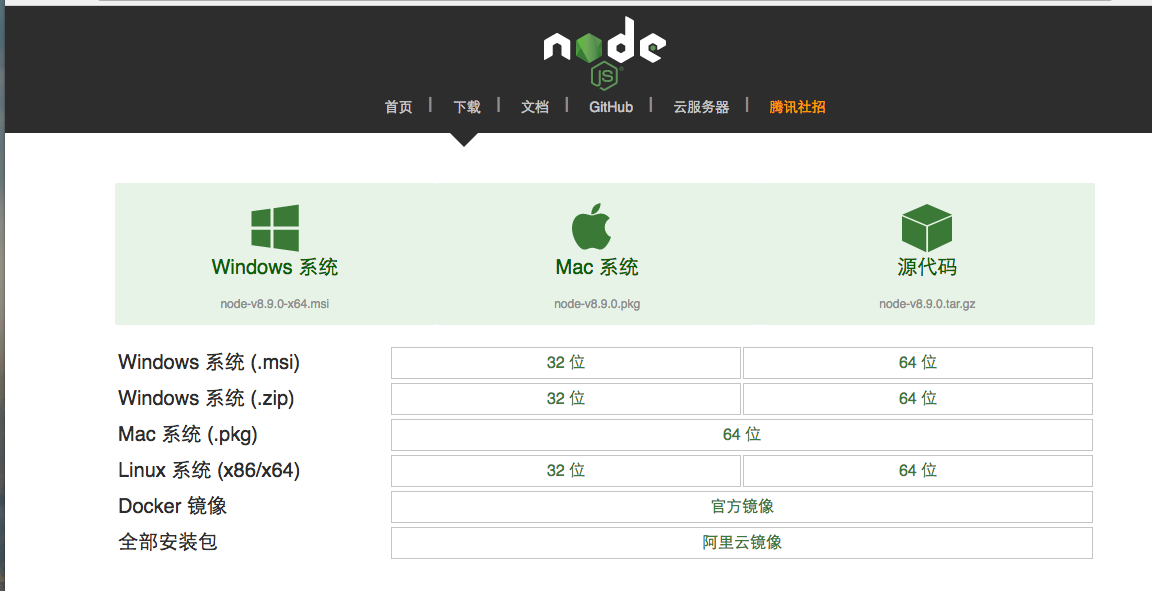 node
JS
首页 | 下载 | 文档 | GitHub | 云服务器 | 腾讯社招
Windows 系统 Mac 系统 源代码
node-v8.9.0-x64.msi node-v8.9.0.pkg node-v8.9.0.tar.gz
Windows 系统 (.msi) 32 位 64 位
Windows 系统 (.zip) 32 位 64 位
Mac 系统 (.pkg) 64 位
Linux 系统 (x86/x64) 32 位 64 位
Docker 镜像 官方镜像
全部安装包 阿里云镜像